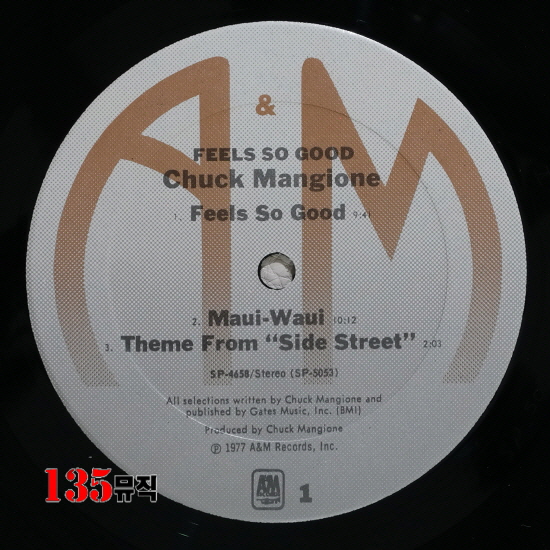 A & M
FEELS SO GOOD
Chuck Mangione
1. Feels So Good 9:41
2. Maui-Waui 10:12
3. Theme From “Side Street” 2:03
SP-4658/Stereo (SP-5053)
All selections written by Chuck Mangione and
published by Gates Music, Inc. (BMI)
Produced by Chuck Mangione
℗ 1977 A&M Records, Inc.
A&M 1
135뮤직